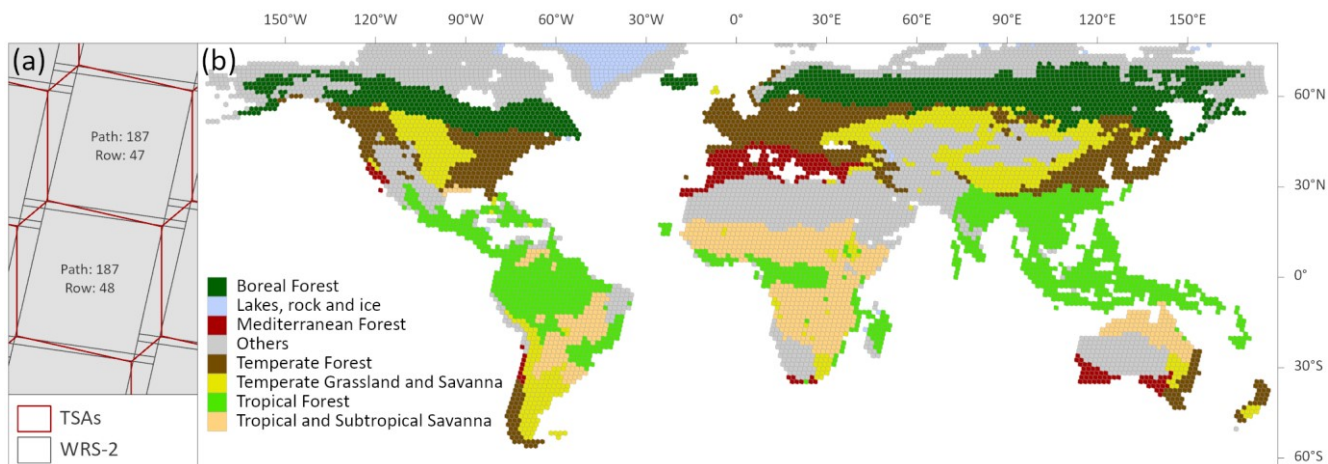 150°W 120°W 90°W 60°W 30°W 0° 30°E 60°E 90°E 120°E 150°E
(a)
Path: 187
Row: 47
Path: 187
Row: 48
TSAs
WRS-2
(b)
Boreal Forest
Lakes, rock and ice
Mediterranean Forest
Others
Temperate Forest
Temperate Grassland and Savanna
Tropical Forest
Tropical and Subtropical Savanna
60°N
30°N
0°
30°S
60°S